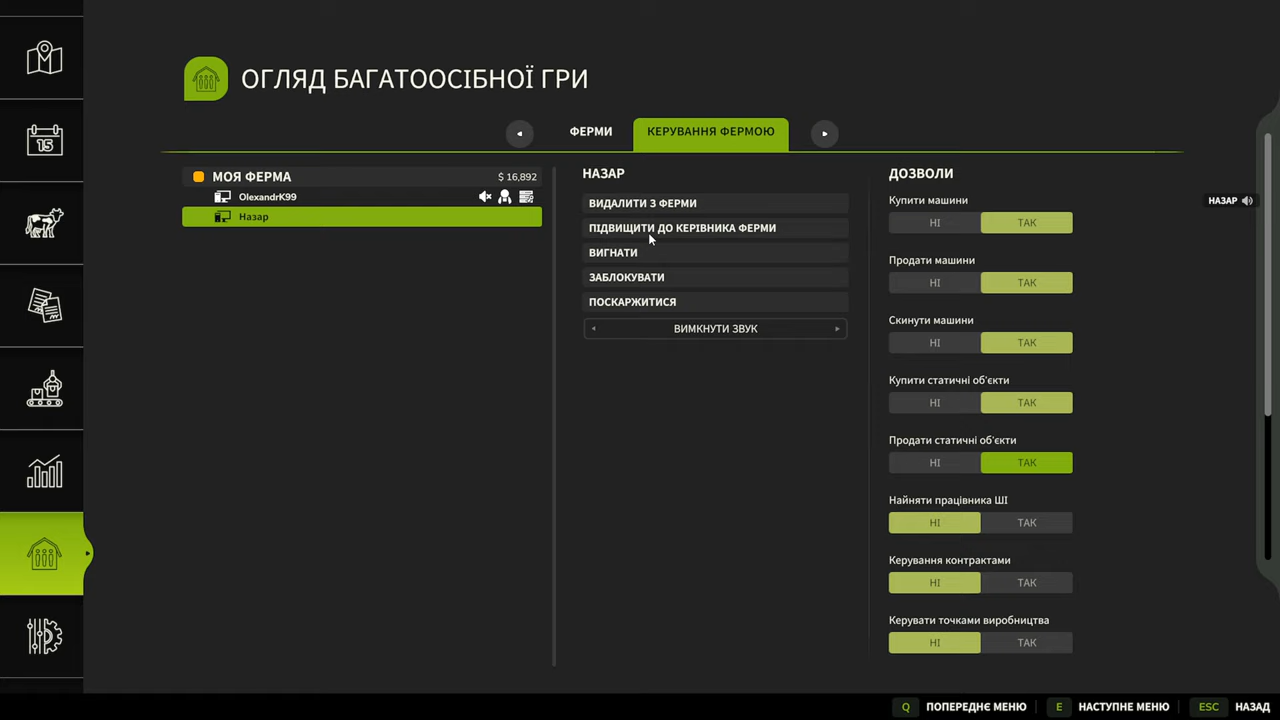 ОГЛЯД БАГАТООСІБНОЇ ГРИ
ФЕРМИ
КЕРУВАННЯ ФЕРМОЮ
МОЯ ФЕРМА $ 16,892
OlexandrK99
Назар
НАЗАР
ВИДАЛИТИ З ФЕРМИ
ПІДВИЩИТИ ДО КЕРІВНИКА ФЕРМИ
ВИГНАТИ
ЗАБЛОКУВАТИ
ПОСКАРЖИТИСЯ
ВИМКНУТИ ЗВУК
ДОЗВОЛИ
Купити машини
НІ ТАК
Продати машини
НІ ТАК
Скинути машини
НІ ТАК
Купити статичні об'єкти
НІ ТАК
Продати статичні об'єкти
НІ ТАК
Найняти працівника ШІ
НІ ТАК
Керування контрактами
НІ ТАК
Керувати точками виробництва
НІ ТАК
НАЗАР
15
Q ПОПЕРЕДНЄ МЕНЮ E НАСТУПНЕ МЕНЮ ESC НАЗАД